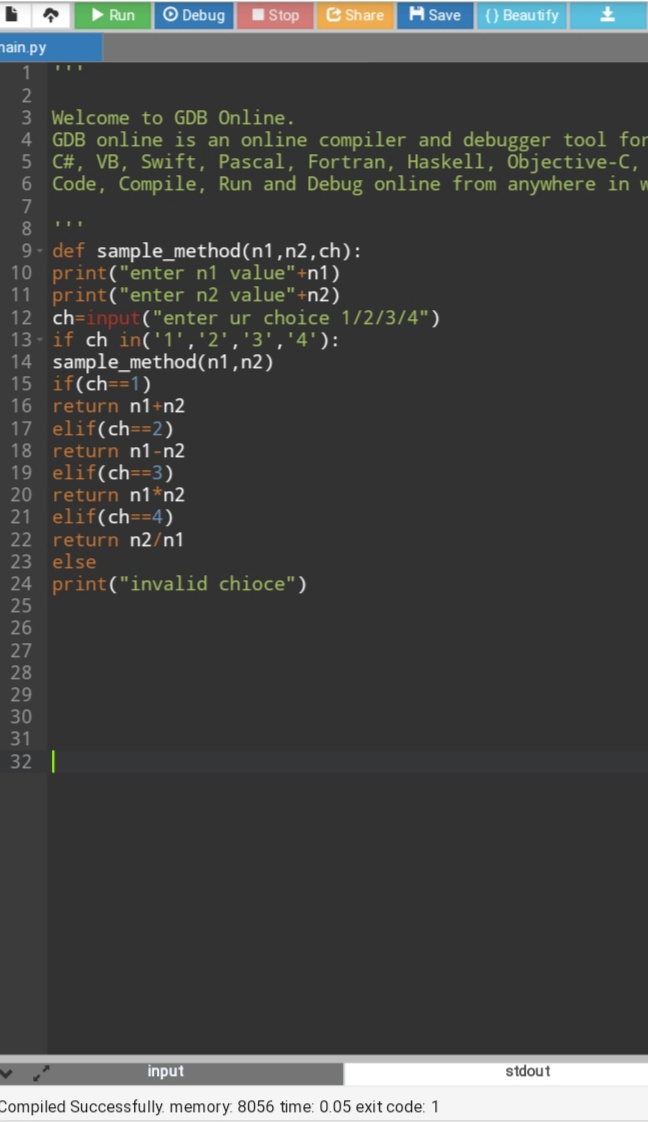 Run Debug Stop Share Save {} Beautify
main.py
1 '''
2
3 Welcome to GDB Online.
4 GDB online is an online compiler and debugger tool for
5 C#, VB, Swift, Pascal, Fortran, Haskell, Objective-C,
6 Code, Compile, Run and Debug online from anywhere in w
7
8 '''
9 def sample_method(n1,n2,ch):
10 print("enter n1 value"+n1)
11 print("enter n2 value"+n2)
12 ch=input("enter ur choice 1/2/3/4")
13 if ch in('1','2','3','4'):
14 sample_method(n1,n2)
15 if(ch==1)
16 return n1+n2
17 elif(ch==2)
18 return n1-n2
19 elif(ch==3)
20 return n1*n2
21 elif(ch==4)
22 return n2/n1
23 else
24 print("invalid chioce")
25
26
27
28
29
30
31
32
input stdout
Compiled Successfully. memory: 8056 time: 0.05 exit code: 1